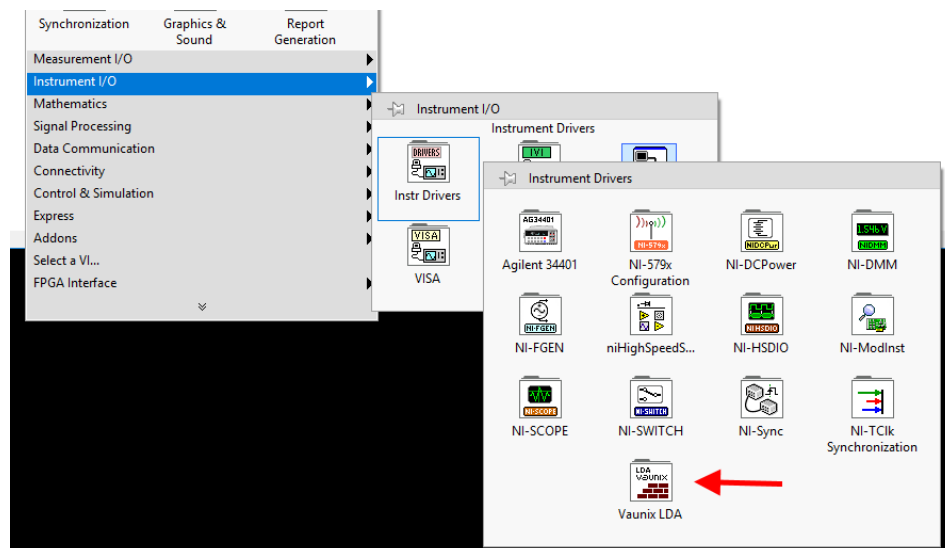 Synchronization Graphics & Report
Sound Generation
Measurement I/O
Instrument I/O
Mathematics
Signal Processing
Data Communication
Connectivity
Control & Simulation
Express
Addons
Select a VI...
FPGA Interface
Instrument I/O
Instrument Drivers
DRIVERS
IVI
Instr Drivers
VISA
VISA
Instrument Drivers
AG34401
NI-579x
NIDCPwr
1.546 V
NIDMM
Agilent 34401 NI-579x NI-DCPower NI-DMM
Configuration
NI-FGEN
NI HSDIO
NI-FGEN niHighSpeedS... NI-HSDIO NI-ModInst
NI-SCOPE
NI-SWITCH
NI-SCOPE NI-SWITCH NI-Sync NI-TClk
Synchronization
LDA
Vaunix
Vaunix LDA